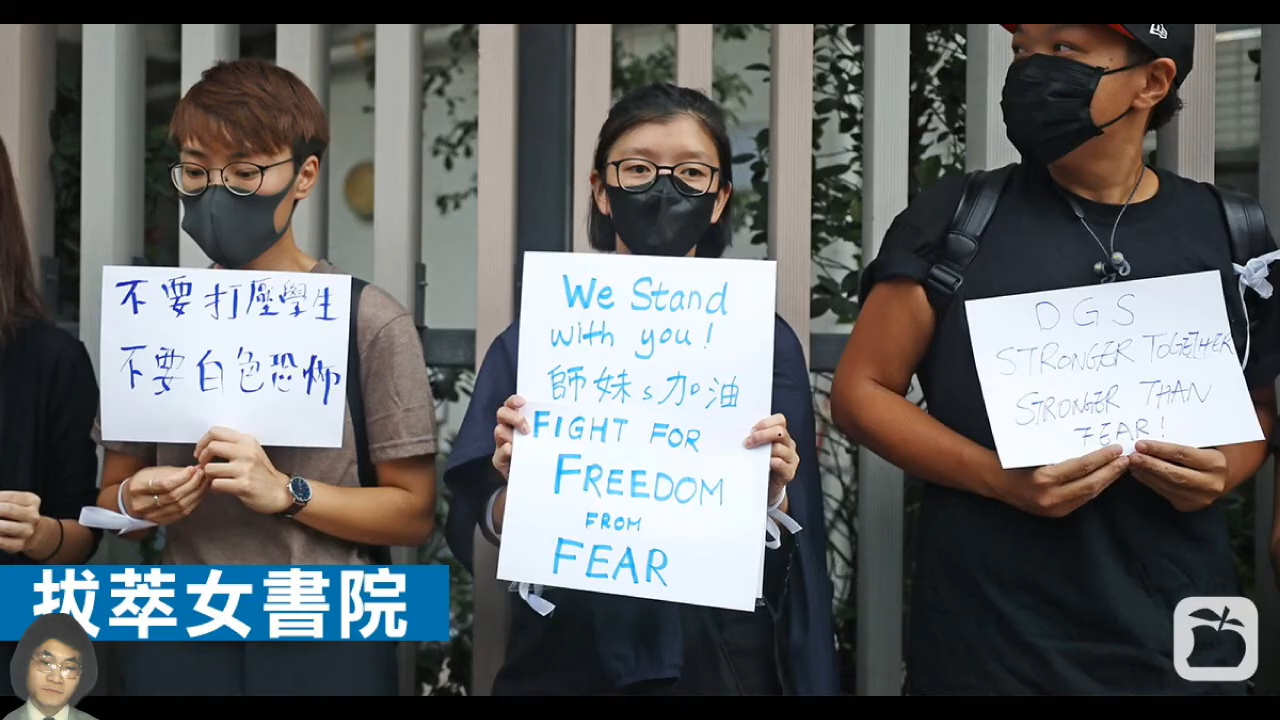 不要打壓學生
不要白色恐怖
We Stand
with you!
師妹s加油
FIGHT FOR
FREEDOM
FROM
FEAR
DGS
STRONGER TOGETHER
STRONGER THAN
FEAR!
拔萃女書院